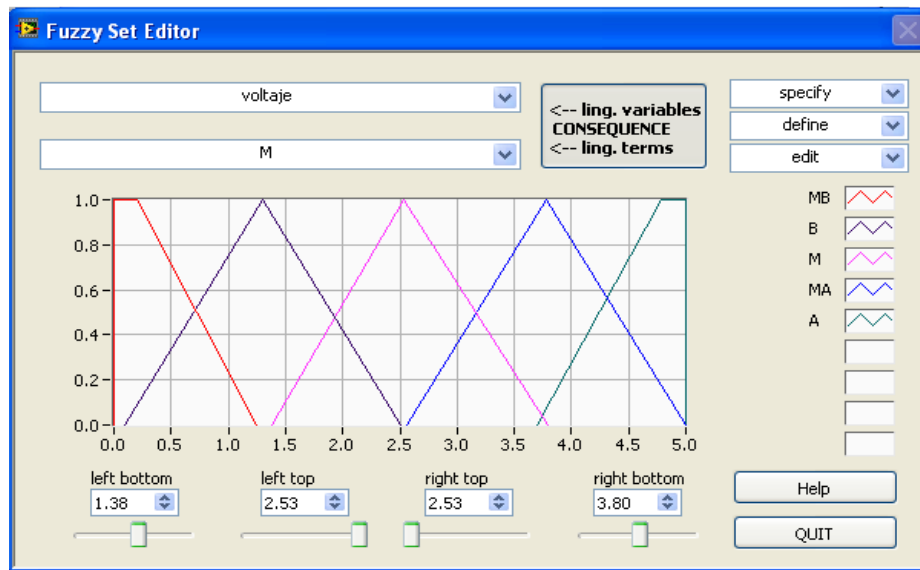 Fuzzy Set Editor
voltaje
M
<-- ling. variables
CONSEQUENCE
<-- ling. terms
specify
define
edit
1.0
0.8
0.6
0.4
0.2
0.0
0.0 0.5 1.0 1.5 2.0 2.5 3.0 3.5 4.0 4.5 5.0
MB
B
M
MA
A
left bottom left top right top right bottom
1.38 2.53 2.53 3.80
Help
QUIT